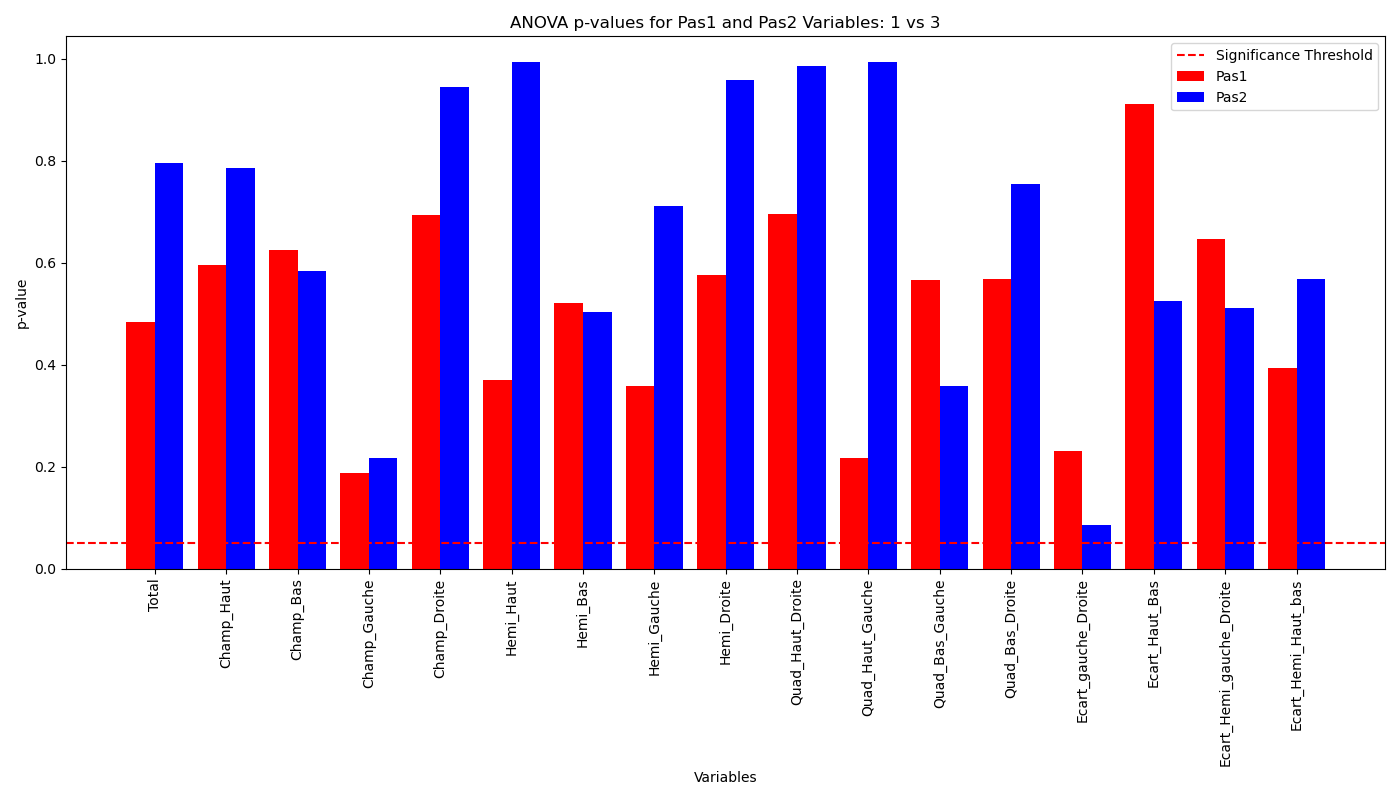 ANOVA p-values for Pas1 and Pas2 Variables: 1 vs 3
Significance Threshold
Pas1
Pas2
p-value
1.0
0.8
0.6
0.4
0.2
0.0
Total
Champ_Haut
Champ_Bas
Champ_Gauche
Champ_Droite
Hemi_Haut
Hemi_Bas
Hemi_Gauche
Hemi_Droite
Quad_Haut_Droite
Quad_Haut_Gauche
Quad_Bas_Gauche
Quad_Bas_Droite
Ecart_gauche_Droite
Ecart_Haut_Bas
Ecart_Hemi_gauche_Droite
Ecart_Hemi_Haut_bas
Variables